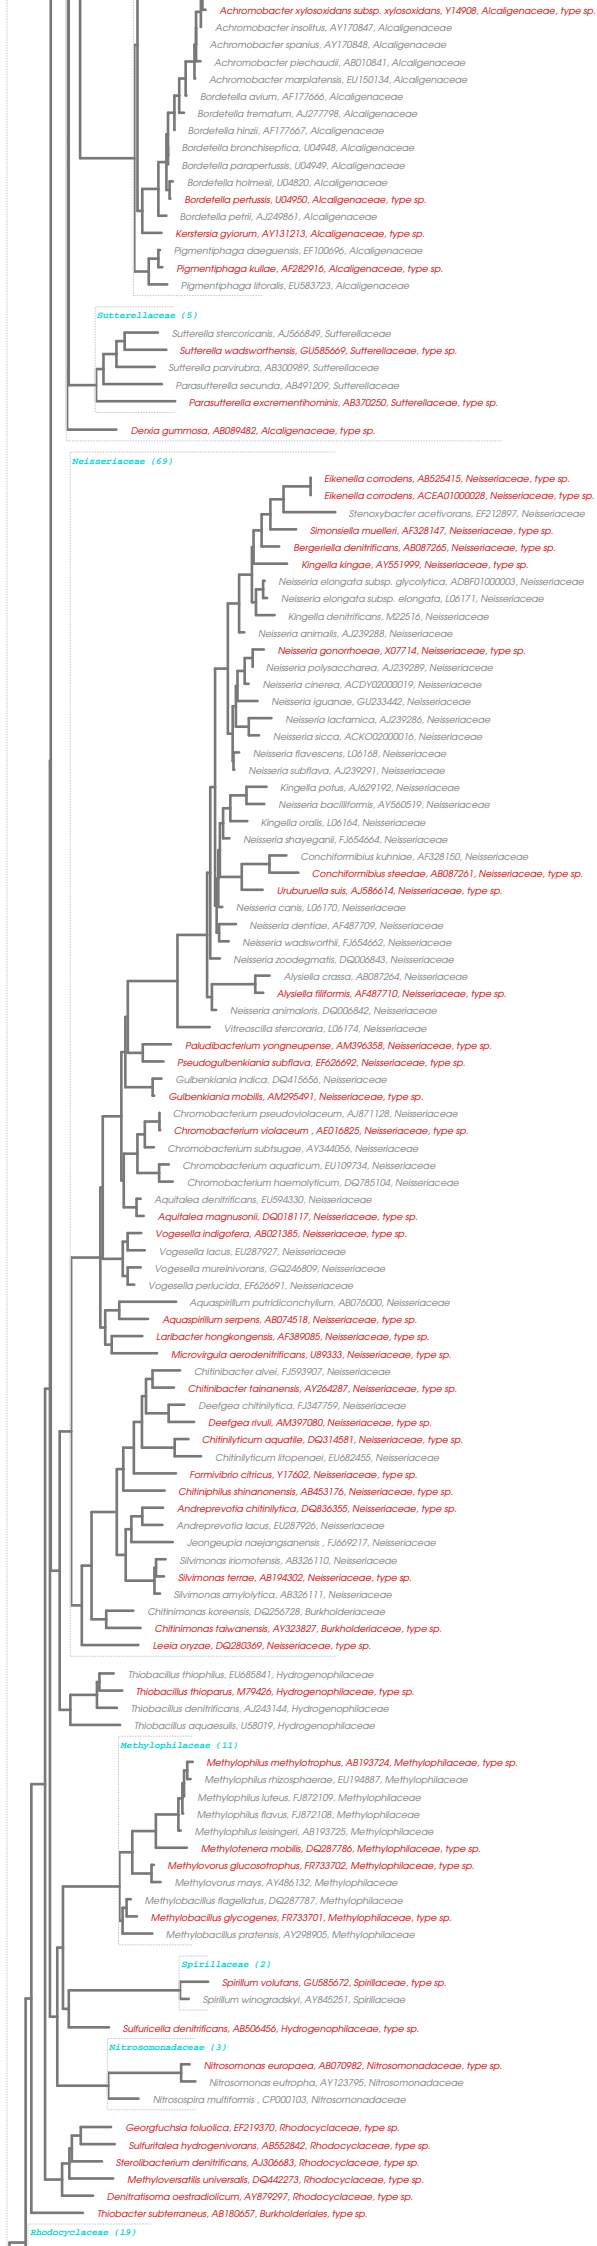 Achromobacter xylosoxidans subsp. xylosoxidans, Y14908, Alcaligenaceae, type sp.
Achromobacter insolitus, AY170847, Alcaligenaceae
Achromobacter spanius, AY170848, Alcaligenaceae
Achromobacter piechaudii, AB010841, Alcaligenaceae
Achromobacter marplatensis, EU150134, Alcaligenaceae
Bordetella avium, AF177666, Alcaligenaceae
Bordetella trematum, AJ277798, Alcaligenaceae
Bordetella hinzii, AF177667, Alcaligenaceae
Bordetella bronchiseptica, U04948, Alcaligenaceae
Bordetella parapertussis, U04949, Alcaligenaceae
Bordetella holmesii, U04820, Alcaligenaceae
Bordetella pertussis, U04950, Alcaligenaceae, type sp.
Bordetella petrii, AJ249861, Alcaligenaceae
Kerstersia gyiorum, AY131213, Alcaligenaceae, type sp.
Pigmentiphaga daeguensis, EF100696, Alcaligenaceae
Pigmentiphaga kullae, AF282916, Alcaligenaceae, type sp.
Pigmentiphaga litoralis, EU583723, Alcaligenaceae
Sutterellaceae (5)
Sutterella stercoricanis, AJ566849, Sutterellaceae
Sutterella wadsworthensis, GU585669, Sutterellaceae, type sp.
Sutterella parvirubra, AB300989, Sutterellaceae
Parasutterella secunda, AB491209, Sutterellaceae
Parasutterella excrementihominis, AB370250, Sutterellaceae, type sp.
Derxia gummosa, AB089482, Alcaligenaceae, type sp.
Neisseriaceae (69)
Eikenella corrodens, AB525415, Neisseriaceae, type sp.
Eikenella corrodens, ACEA01000028, Neisseriaceae, type sp.
Stenoxybacter acetivorans, EF212897, Neisseriaceae
Simonsiella muelleri, AF328147, Neisseriaceae, type sp.
Bergeriella denitrificans, AB087265, Neisseriaceae, type sp.
Kingella kingae, AY551999, Neisseriaceae, type sp.
Neisseria elongata subsp. glycolytica, ADBF01000003, Neisseriaceae
Neisseria elongata subsp. elongata, L06171, Neisseriaceae
Kingella denitrificans, M22516, Neisseriaceae
Neisseria animalis, AJ239288, Neisseriaceae
Neisseria gonorrhoeae, X07714, Neisseriaceae, type sp.
Neisseria polysaccharea, AJ239289, Neisseriaceae
Neisseria cinerea, ACDY02000019, Neisseriaceae
Neisseria iguanae, GU233442, Neisseriaceae
Neisseria lactamica, AJ239286, Neisseriaceae
Neisseria sicca, ACKO02000016, Neisseriaceae
Neisseria flavescens, L06168, Neisseriaceae
Neisseria subflava, AJ239291, Neisseriaceae
Kingella potus, AJ629192, Neisseriaceae
Neisseria bacilliformis, AY560519, Neisseriaceae
Kingella oralis, L06164, Neisseriaceae
Neisseria shayeganii, FJ654664, Neisseriaceae
Conchiformibius kuhniae, AF328150, Neisseriaceae
Conchiformibius steedae, AB087261, Neisseriaceae, type sp.
Uruburuella suis, AJ586614, Neisseriaceae, type sp.
Neisseria canis, L06170, Neisseriaceae
Neisseria dentiae, AF487709, Neisseriaceae
Neisseria wadsworthii, FJ654662, Neisseriaceae
Neisseria zoodegmatis, DQ006843, Neisseriaceae
Alysiella crassa, AB087264, Neisseriaceae
Alysiella filiformis, AF487710, Neisseriaceae, type sp.
Neisseria animaloris, DQ006842, Neisseriaceae
Vitreoscilla stercoraria, L06174, Neisseriaceae
Paludibacterium yongneupense, AM396358, Neisseriaceae, type sp.
Pseudogulbenkiania subflava, EF626692, Neisseriaceae, type sp.
Gulbenkiania indica, DQ415656, Neisseriaceae
Gulbenkiania mobilis, AM295491, Neisseriaceae, type sp.
Chromobacterium pseudoviolaceum, AJ871128, Neisseriaceae
Chromobacterium violaceum , AE016825, Neisseriaceae, type sp.
Chromobacterium subtsugae, AY344056, Neisseriaceae
Chromobacterium aquaticum, EU109734, Neisseriaceae
Chromobacterium haemolyticum, DQ785104, Neisseriaceae
Aquitalea denitrificans, EU594330, Neisseriaceae
Aquitalea magnusonii, DQ018117, Neisseriaceae, type sp.
Vogesella indigofera, AB021385, Neisseriaceae, type sp.
Vogesella lacus, EU287927, Neisseriaceae
Vogesella mureinivorans, GQ246809, Neisseriaceae
Vogesella perlucida, EF626691, Neisseriaceae
Aquaspirillum putridiconchylium, AB076000, Neisseriaceae
Aquaspirillum serpens, AB074518, Neisseriaceae, type sp.
Laribacter hongkongensis, AF389085, Neisseriaceae, type sp.
Microvirgula aerodenitrificans, U89333, Neisseriaceae, type sp.
Chitinibacter alvei, FJ593907, Neisseriaceae
Chitinibacter tainanensis, AY264287, Neisseriaceae, type sp.
Deefgea chitinilytica, FJ347759, Neisseriaceae
Deefgea rivuli, AM397080, Neisseriaceae, type sp.
Chitinilyticum aquatile, DQ314581, Neisseriaceae, type sp.
Chitinilyticum litopenaei, EU682455, Neisseriaceae
Formivibrio citricus, Y17602, Neisseriaceae, type sp.
Chitiniphilus shinanonensis, AB453176, Neisseriaceae, type sp.
Andreprevotia chitinilytica, DQ836355, Neisseriaceae, type sp.
Andreprevotia lacus, EU287926, Neisseriaceae
Jeongeupia naejangsanensis , FJ669217, Neisseriaceae
Silvimonas iriomotensis, AB326110, Neisseriaceae
Silvimonas terrae, AB194302, Neisseriaceae, type sp.
Silvimonas amylolytica, AB326111, Neisseriaceae
Chitinimonas koreensis, DQ256728, Burkholderiaceae
Chitinimonas taiwanensis, AY323827, Burkholderiaceae, type sp.
Leeia oryzae, DQ280369, Neisseriaceae, type sp.
Thiobacillus thiophilus, EU685841, Hydrogenophilaceae
Thiobacillus thioparus, M79426, Hydrogenophilaceae, type sp.
Thiobacillus denitrificans, AJ243144, Hydrogenophilaceae
Thiobacillus aquaesulis, U58019, Hydrogenophilaceae
Methylophilaceae (11)
Methylophilus methylotrophus, AB193724, Methylophilaceae, type sp.
Methylophilus rhizosphaerae, EU194887, Methylophilaceae
Methylophilus luteus, FJ872109, Methylophilaceae
Methylophilus flavus, FJ872108, Methylophilaceae
Methylophilus leisingeri, AB193725, Methylophilaceae
Methylotenera mobilis, DQ287786, Methylophilaceae, type sp.
Methylovorus glucosotrophus, FR733702, Methylophilaceae, type sp.
Methylovorus mays, AY486132, Methylophilaceae
Methylobacillus flagellatus, DQ287787, Methylophilaceae
Methylobacillus glycogenes, FR733701, Methylophilaceae, type sp.
Methylobacillus pratensis, AY298905, Methylophilaceae
Spirillaceae (2)
Spirillum volutans, GU585672, Spirillaceae, type sp.
Spirillum winogradskyi, AY845251, Spirillaceae
Sulfuricella denitrificans, AB506456, Hydrogenophilaceae, type sp.
Nitrosomonadaceae (3)
Nitrosomonas europaea, AB070982, Nitrosomonadaceae, type sp.
Nitrosomonas eutropha, AY123795, Nitrosomonadaceae
Nitrosospira multiformis , CP000103, Nitrosomonadaceae
Georgfuchsia toluolica, EF219370, Rhodocyclaceae, type sp.
Sulfuritalea hydrogenivorans, AB552842, Rhodocyclaceae, type sp.
Sterolibacterium denitrificans, AJ306683, Rhodocyclaceae, type sp.
Methyloversatilis universalis, DQ442273, Rhodocyclaceae, type sp.
Denitratisoma oestradiolicum, AY879297, Rhodocyclaceae, type sp.
Thiobacter subterraneus, AB180657, Burkholderiales, type sp.
Rhodocyclaceae (19)